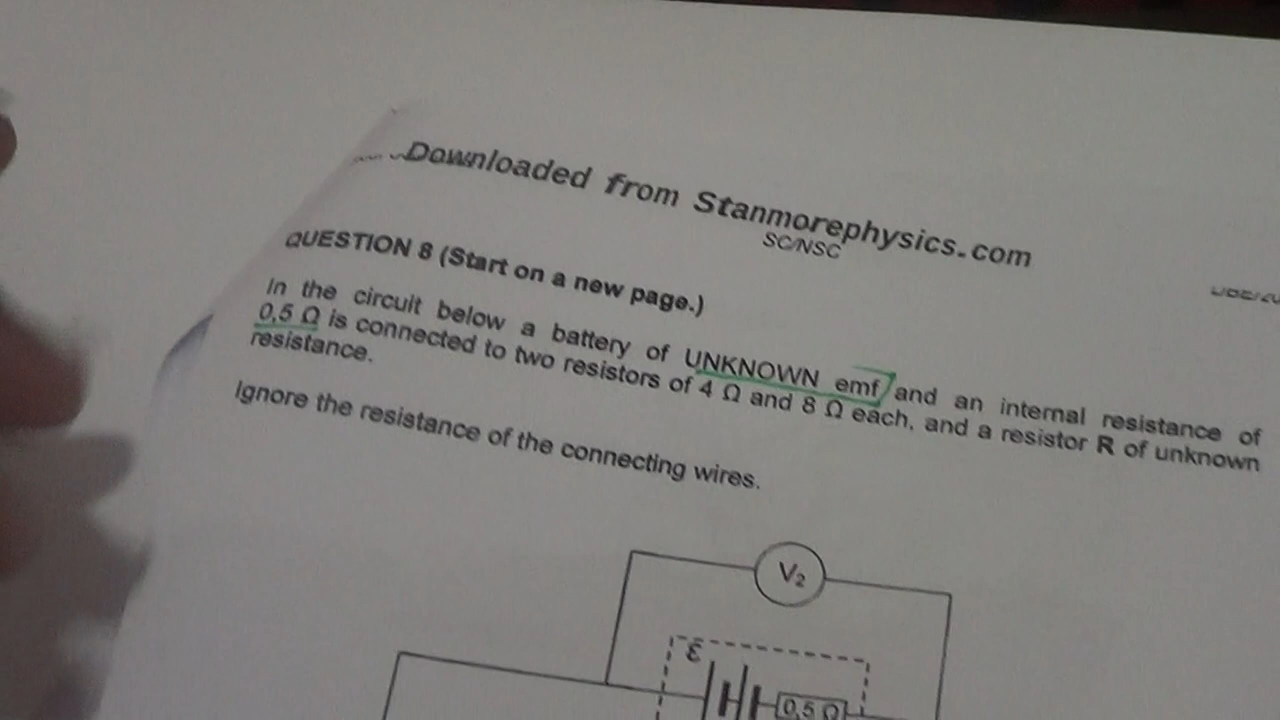 Downloaded from Stanmorephysics.com
SC/NSC
QUESTION 8 (Start on a new page.)
In the circuit below a battery of UNKNOWN emf and an internal resistance of
0,5 Ω is connected to two resistors of 4 Ω and 8 Ω each, and a resistor R of unknown
resistance.
Ignore the resistance of the connecting wires.
V₂
ℰ
0,5 Ω